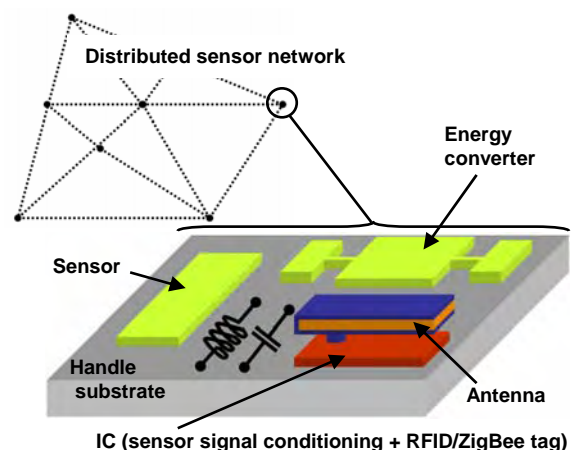 Distributed sensor network
Energy
converter
Sensor
Handle
substrate
Antenna
IC (sensor signal conditioning + RFID/ZigBee tag)